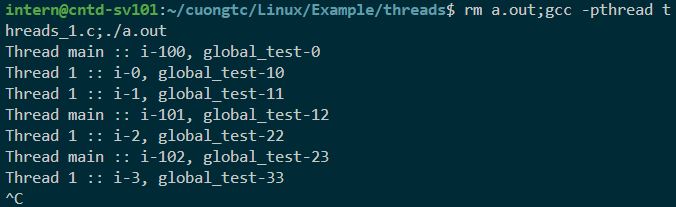 intern@cntd-sv101:~/cuongtc/Linux/Example/threads$ rm a.out;gcc -pthread t
hreads_1.c;./a.out
Thread main :: i-100, global_test-0
Thread 1 :: i-0, global_test-10
Thread 1 :: i-1, global_test-11
Thread main :: i-101, global_test-12
Thread 1 :: i-2, global_test-22
Thread main :: i-102, global_test-23
Thread 1 :: i-3, global_test-33
^C